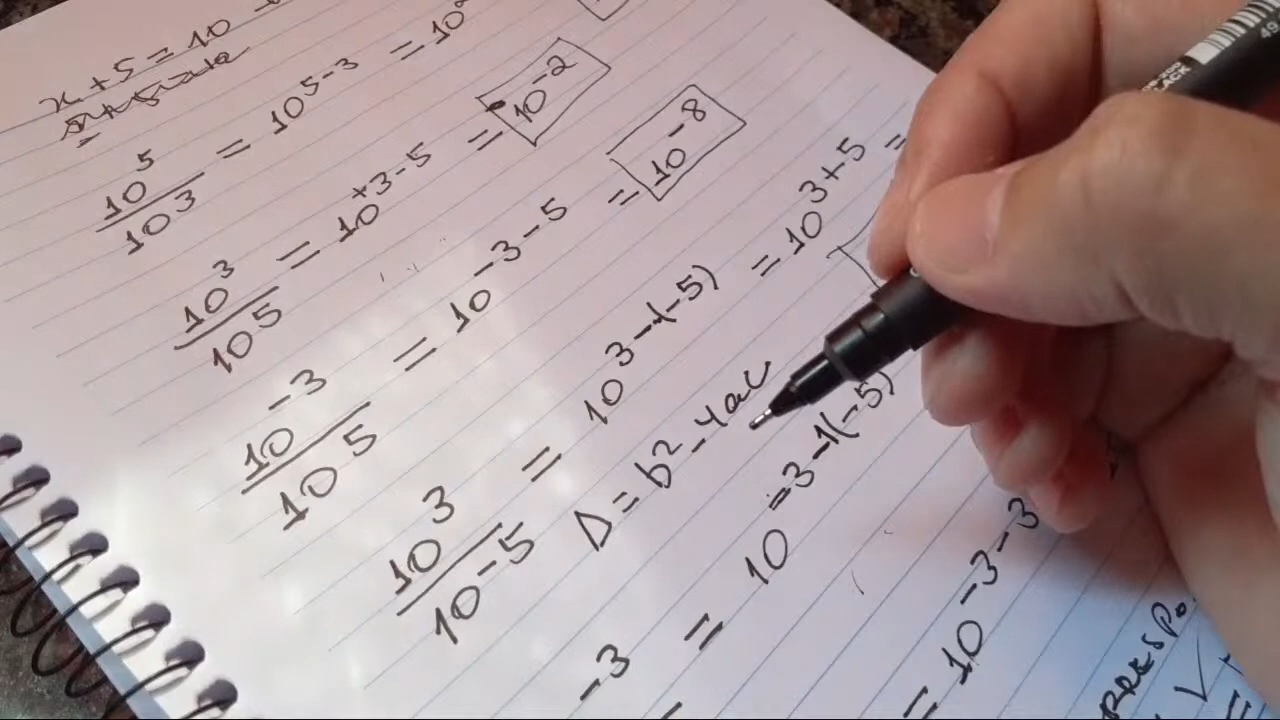 x + 5 = 10
10^5 / 10^3 = 10^5-3 = 10
10^3 / 10^5 = 10^+3-5 = 10^-2
10^-3 / 10^5 = 10^-3-5 = 10^-8
10^3 / 10^-5 = 10^3-1(-5) = 10^3+5 =
Δ = b² - 4ac
-3 = 10^-3-1(-5)
= 10^-3-3
BLACK